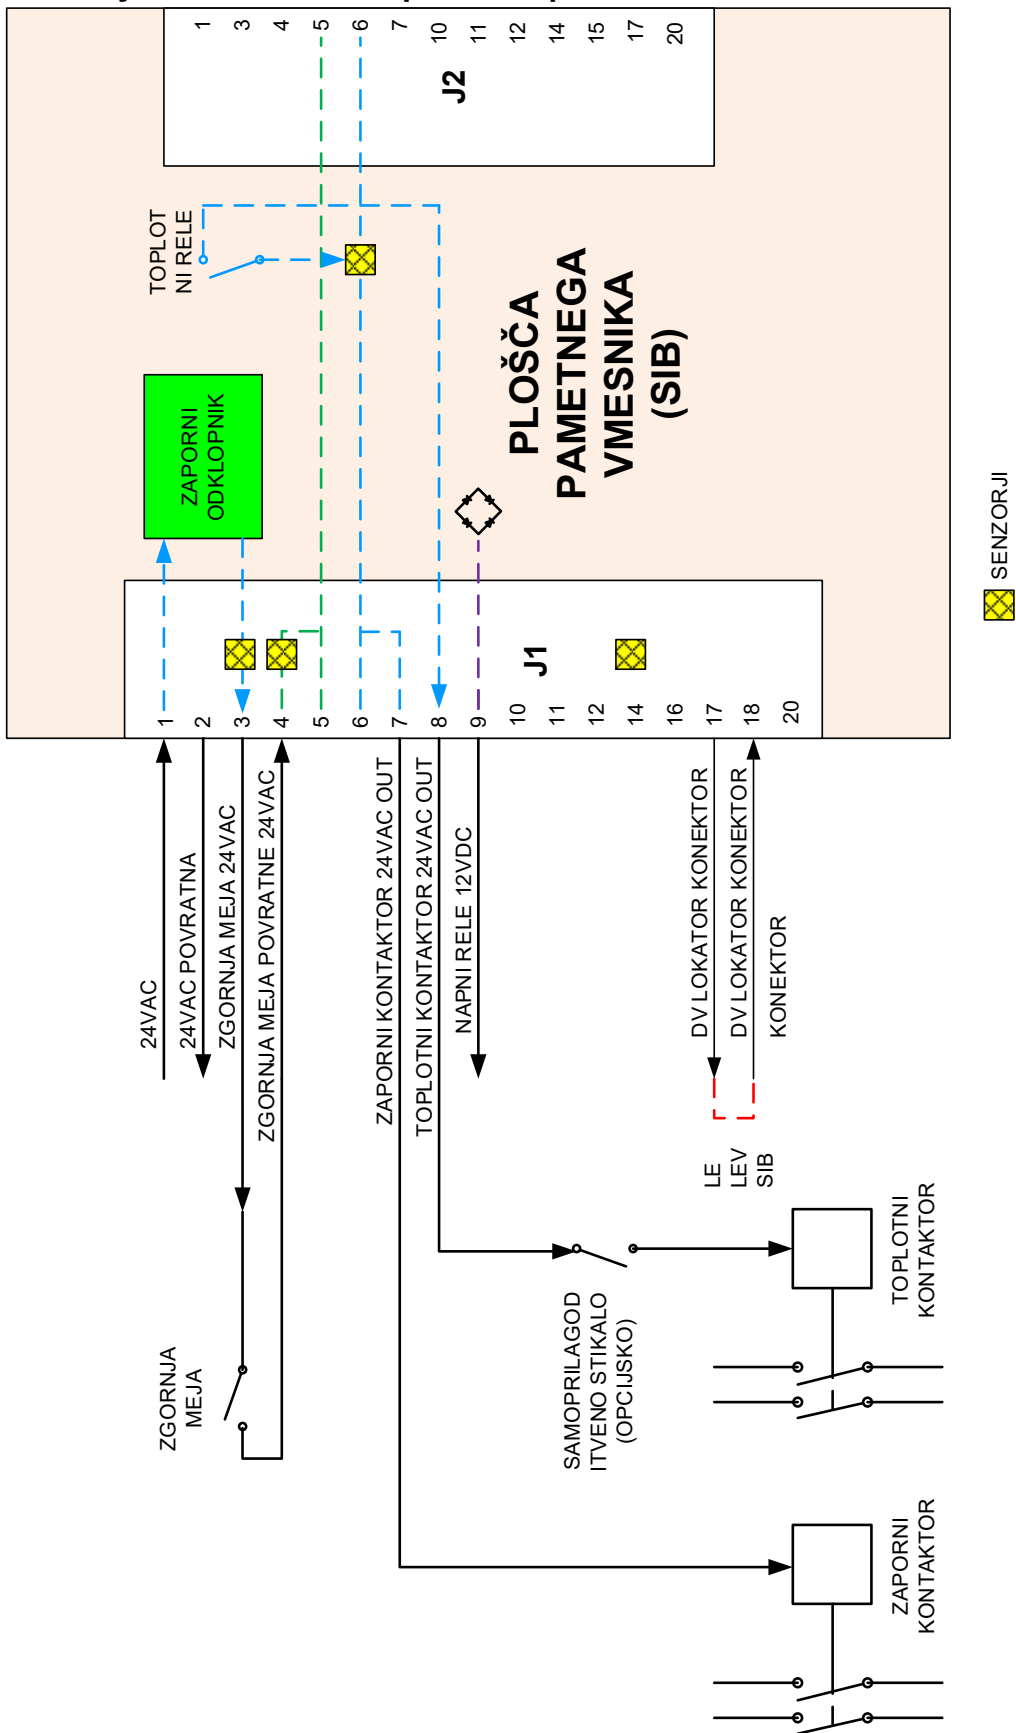 1
3
5
6
7
10
11
12
14
15
17
20
J2
TOPLOT
NI RELE
ZAPORNI
ODKLOPNIK
PLOŠČA
PAMETNEGA
VMESNIKA
(SIB)
SENZORJI
J1
1
2
3
4
5
6
7
8
9
10
11
12
14
16
17
18
20
24VAC
24VAC POVRATNA
ZGORNJA MEJA 24VAC
ZGORNJA MEJA POVRATNE 24VAC
ZAPORNI KONTAKTOR 24VAC OUT
TOPLOTNI KONTAKTOR 24VAC OUT
NAPNI RELE 12VDC
DV LOKATOR KONEKTOR
DV LOKATOR KONEKTOR
KONEKTOR
LE
LEV
SIB
ZGORNJA
MEJA
SAMOPRILAGOD
ITVENO STIKALO
(OPCIJSKO)
TOPLOTNI
KONTAKTOR
ZAPORNI
KONTAKTOR